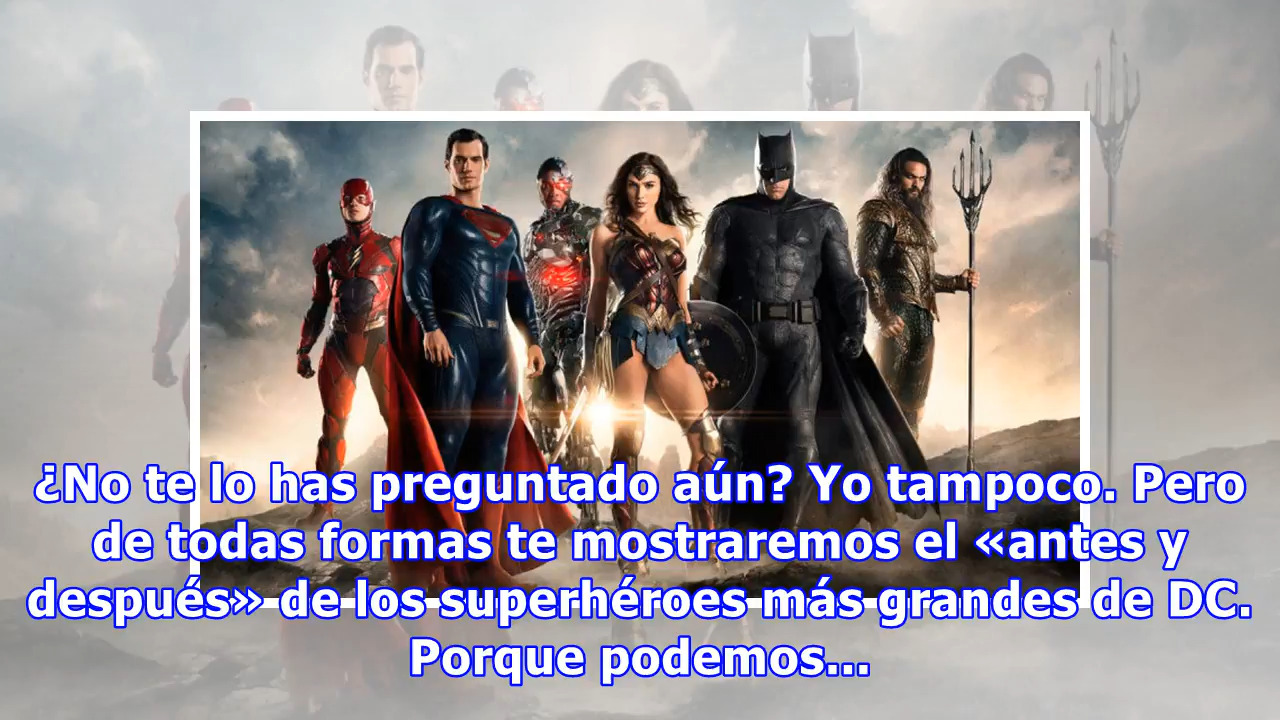 ¿No te lo has preguntado aún? Yo tampoco. Pero
de todas formas te mostraremos el «antes y
después» de los superhéroes más grandes de DC.
Porque podemos...